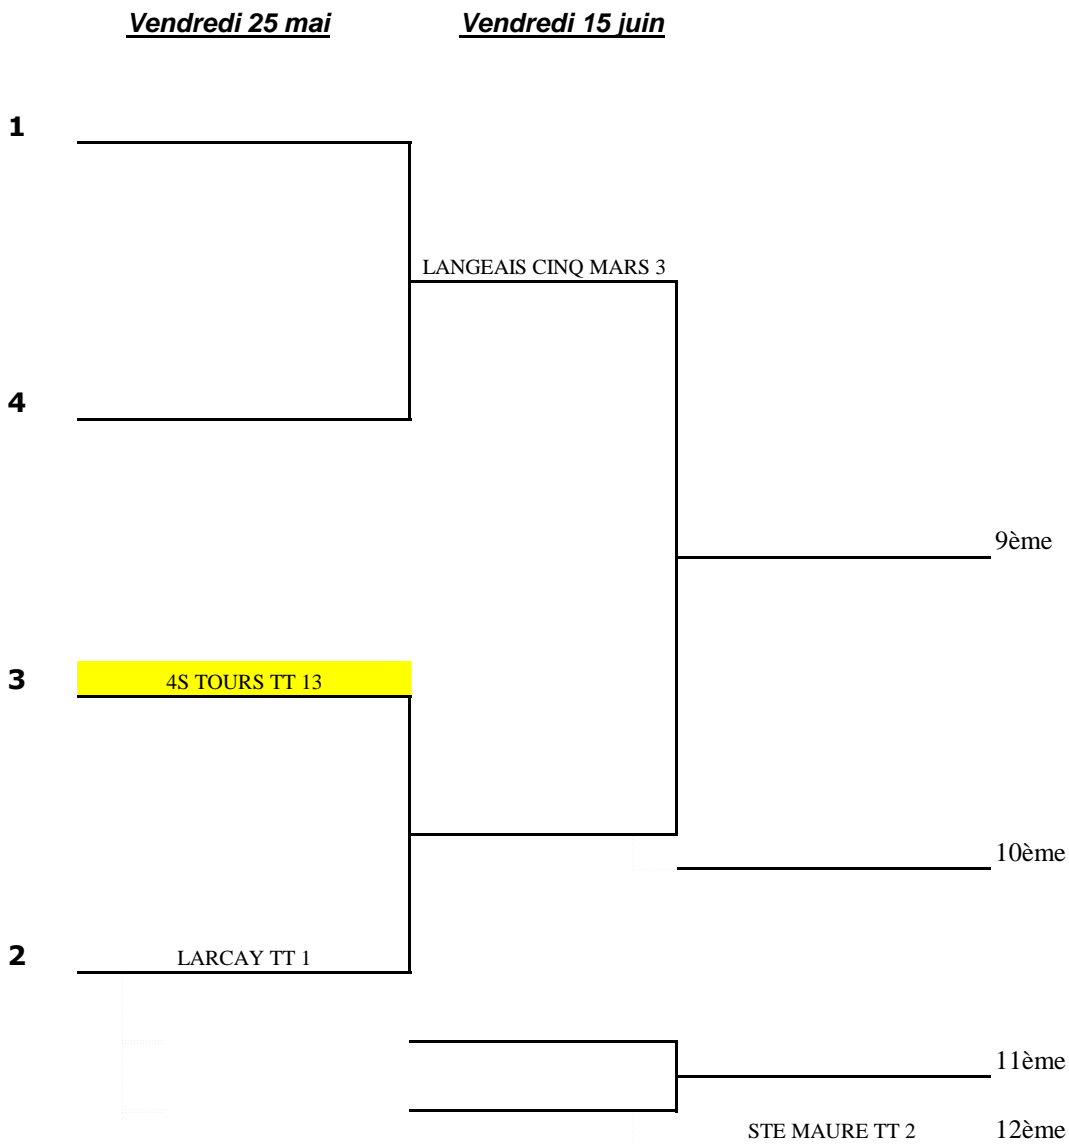 Vendredi 25 mai Vendredi 15 juin
1
LANGEAIS CINQ MARS 3
4
9ème
3 4S TOURS TT 13
10ème
2 LARCAY TT 1
11ème
STE MAURE TT 2 12ème